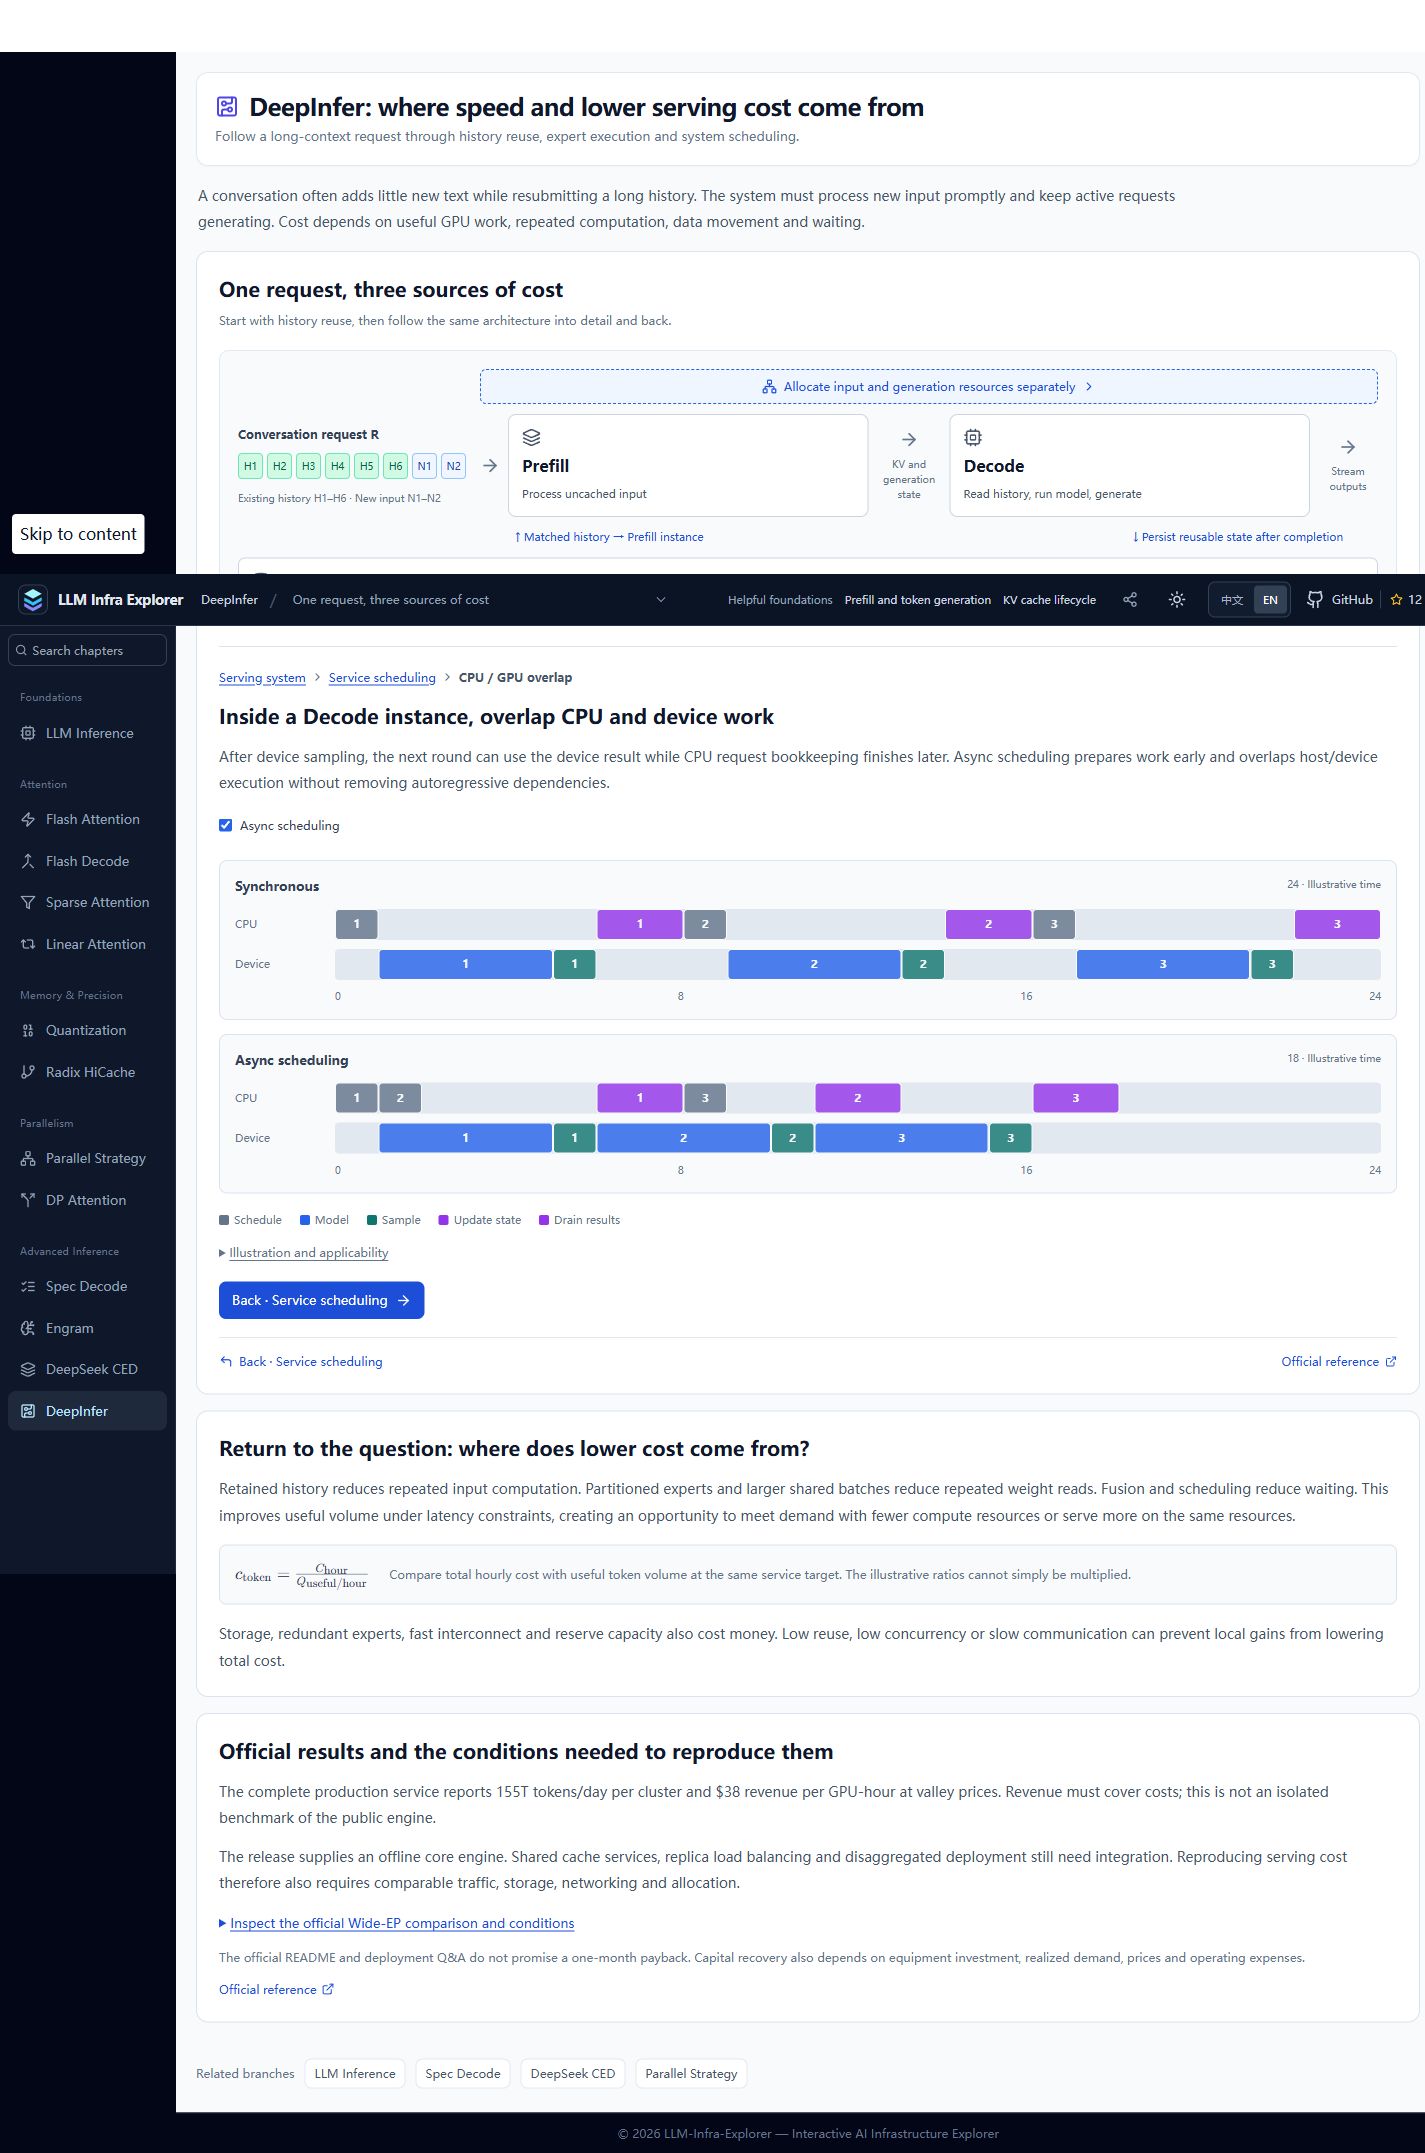 DeepInfer: where speed and lower serving cost come from
Follow a long-context request through history reuse, expert execution and system scheduling.
A conversation often adds little new text while resubmitting a long history. The system must process new input promptly and keep active requests
generating. Cost depends on useful GPU work, repeated computation, data movement and waiting.
One request, three sources of cost
Start with history reuse, then follow the same architecture into detail and back.
Allocate input and generation resources separately
Conversation request R
H1 H2 H3 H4 H5 H6 N1 N2
Existing history H1–H6 · New input N1–N2
Prefill
Process uncached input
KV and
generation
state
Decode
Read history, run model, generate
Stream
outputs
↑ Matched history → Prefill instance
↓ Persist reusable state after completion
Skip to content
LLM Infra Explorer
DeepInfer / One request, three sources of cost
Helpful foundations Prefill and token generation KV cache lifecycle
中文 EN
GitHub
12
Search chapters
Foundations
LLM Inference
Attention
Flash Attention
Flash Decode
Sparse Attention
Linear Attention
Memory & Precision
Quantization
Radix HiCache
Parallelism
Parallel Strategy
DP Attention
Advanced Inference
Spec Decode
Engram
DeepSeek CED
DeepInfer
Serving system > Service scheduling > CPU / GPU overlap
Inside a Decode instance, overlap CPU and device work
After device sampling, the next round can use the device result while CPU request bookkeeping finishes later. Async scheduling prepares work early and overlaps host/device
execution without removing autoregressive dependencies.
Async scheduling
Synchronous
24 · Illustrative time
CPU 1 1 2 2 3 3
Device 1 1 2 2 3 3
0 8 16 24
Async scheduling
18 · Illustrative time
CPU 1 2 1 3 2 3
Device 1 1 2 2 3 3
0 8 16 24
Schedule Model Sample Update state Drain results
Illustration and applicability
Back · Service scheduling →
Back · Service scheduling
Official reference
Return to the question: where does lower cost come from?
Retained history reduces repeated input computation. Partitioned experts and larger shared batches reduce repeated weight reads. Fusion and scheduling reduce waiting. This
improves useful volume under latency constraints, creating an opportunity to meet demand with fewer compute resources or serve more on the same resources.
c_token = C_hour / Q_useful/hour
Compare total hourly cost with useful token volume at the same service target. The illustrative ratios cannot simply be multiplied.
Storage, redundant experts, fast interconnect and reserve capacity also cost money. Low reuse, low concurrency or slow communication can prevent local gains from lowering
total cost.
Official results and the conditions needed to reproduce them
The complete production service reports 155T tokens/day per cluster and $38 revenue per GPU-hour at valley prices. Revenue must cover costs; this is not an isolated
benchmark of the public engine.
The release supplies an offline core engine. Shared cache services, replica load balancing and disaggregated deployment still need integration. Reproducing serving cost
therefore also requires comparable traffic, storage, networking and allocation.
Inspect the official Wide-EP comparison and conditions
The official README and deployment Q&A do not promise a one-month payback. Capital recovery also depends on equipment investment, realized demand, prices and operating expenses.
Official reference
Related branches LLM Inference Spec Decode DeepSeek CED Parallel Strategy
© 2026 LLM-Infra-Explorer — Interactive AI Infrastructure Explorer